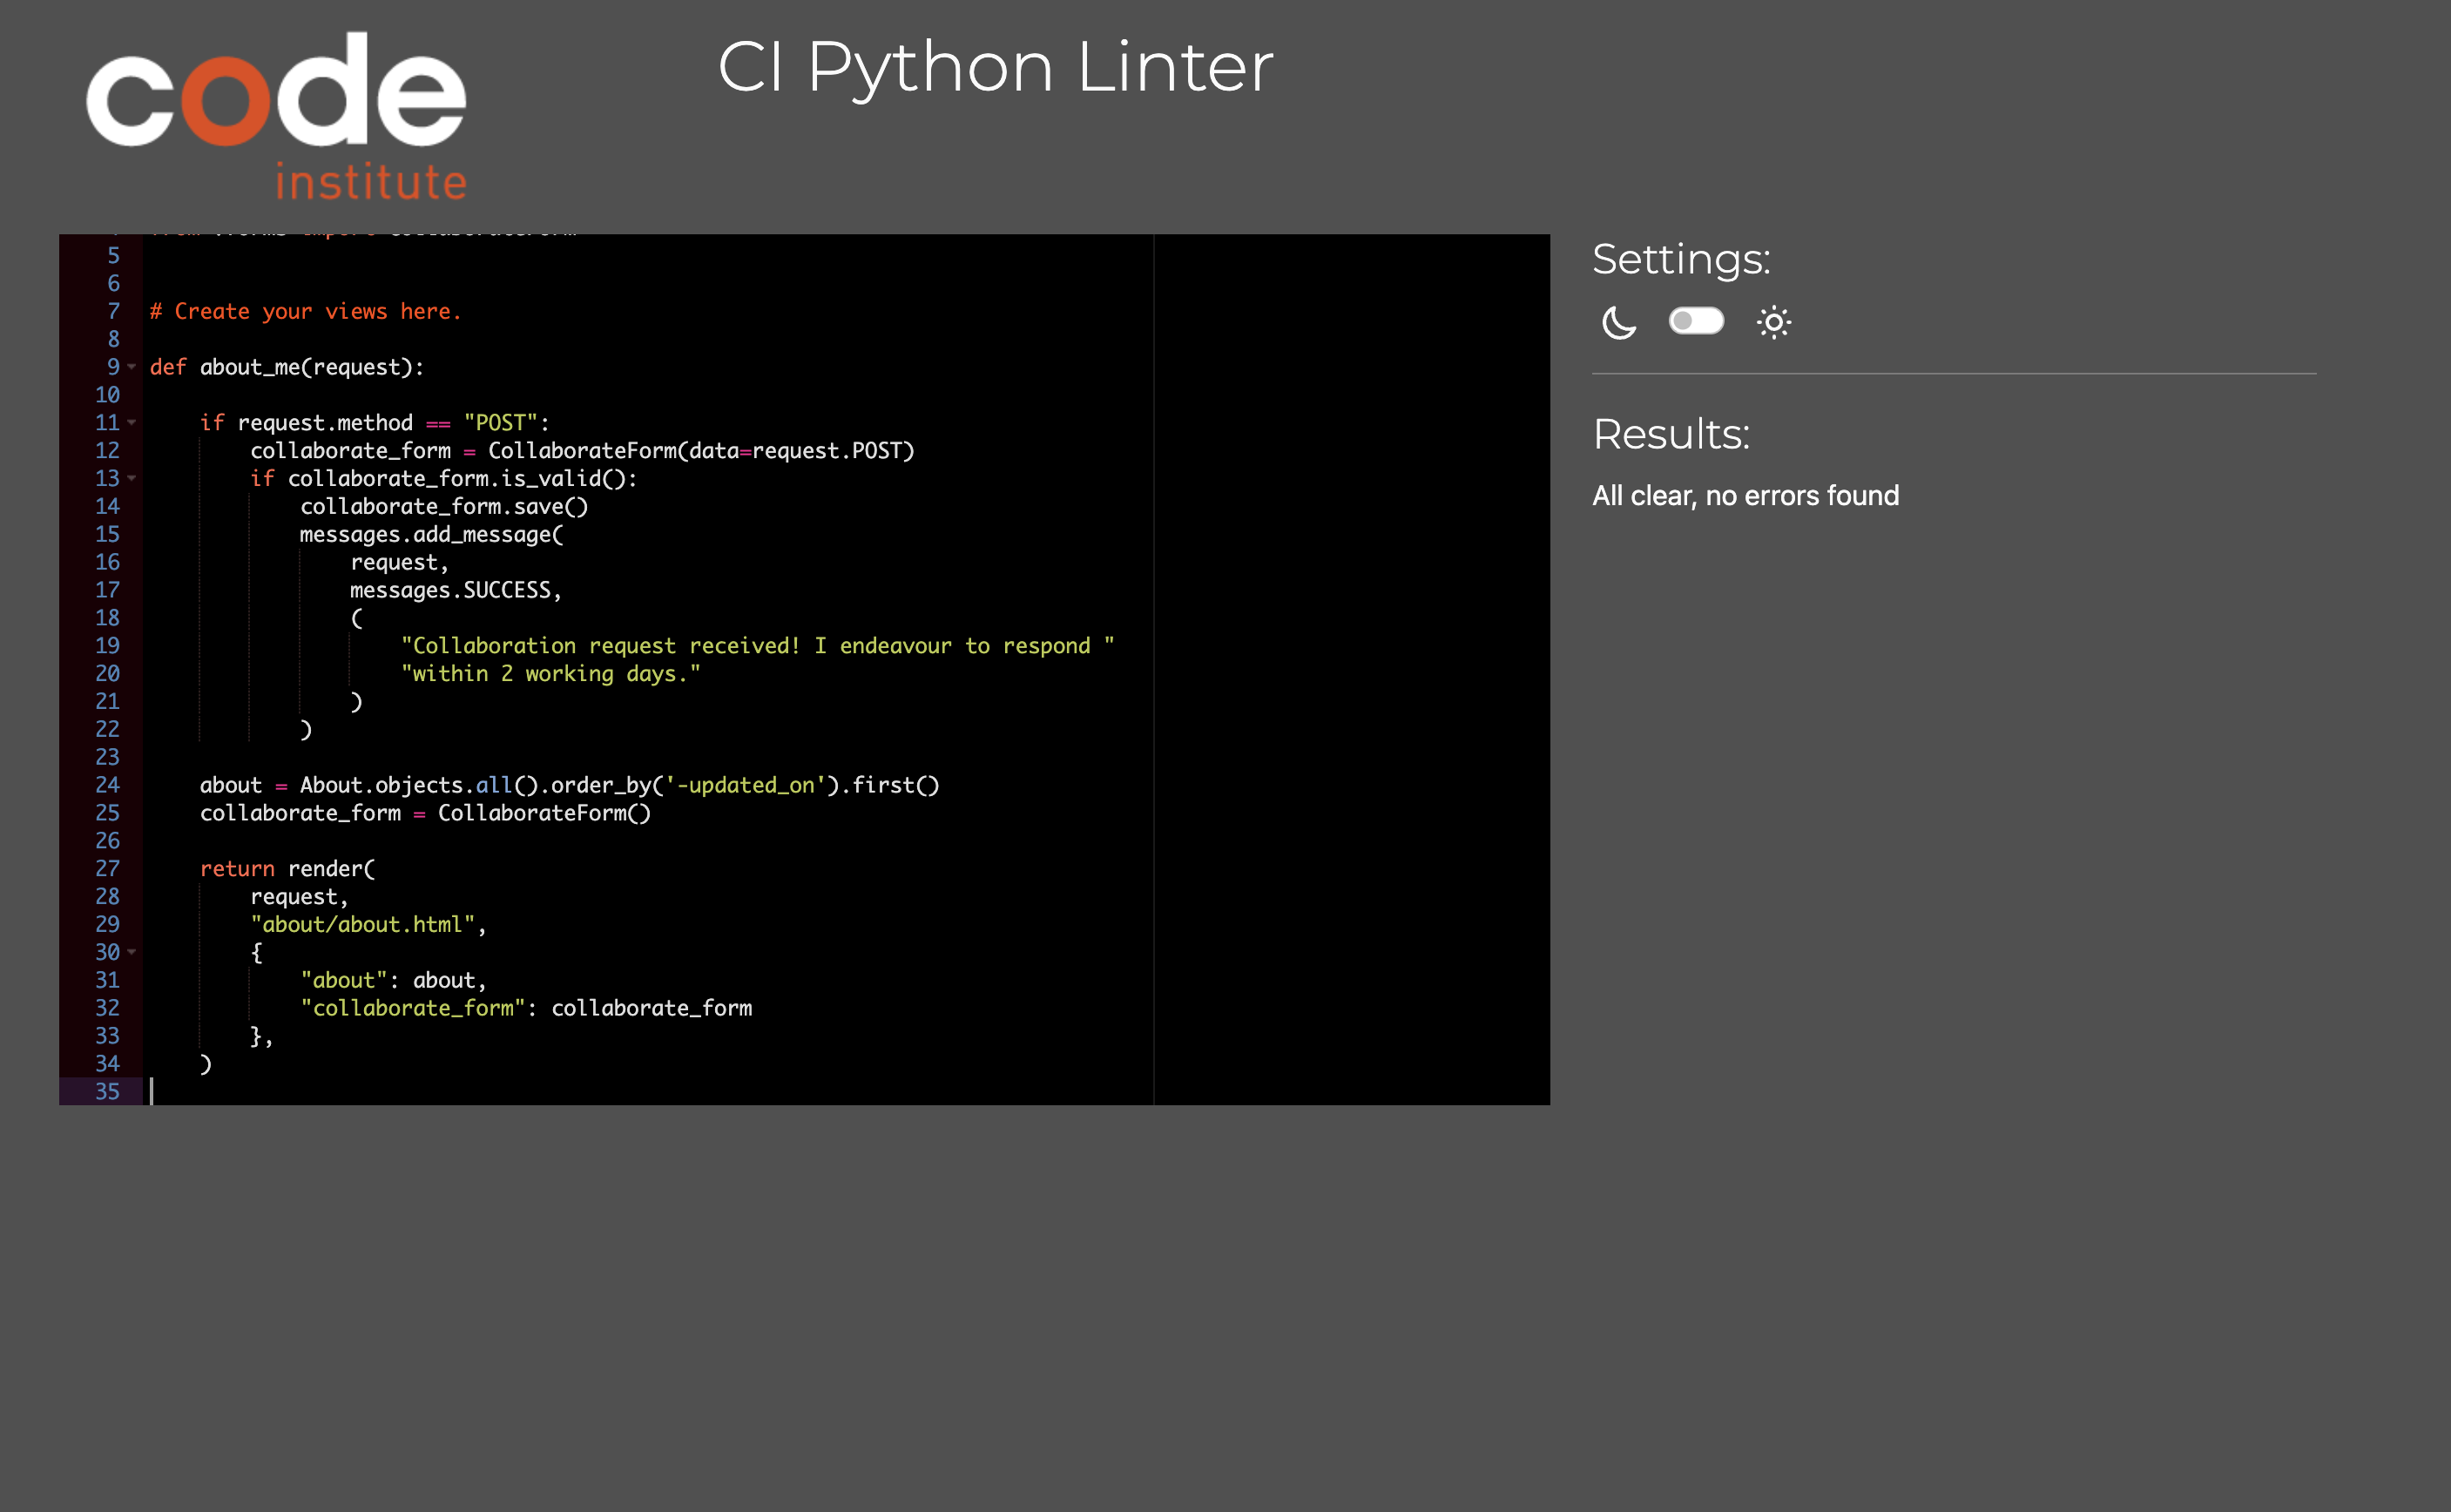 code
institute
CI Python Linter
5
6
7 # Create your views here.
8
9 def about_me(request):
10
11     if request.method == "POST":
12         collaborate_form = CollaborateForm(data=request.POST)
13         if collaborate_form.is_valid():
14             collaborate_form.save()
15             messages.add_message(
16                 request,
17                 messages.SUCCESS,
18                 (
19                     "Collaboration request received! I endeavour to respond "
20                     "within 2 working days."
21                 )
22             )
23
24     about = About.objects.all().order_by('-updated_on').first()
25     collaborate_form = CollaborateForm()
26
27     return render(
28         request,
29         "about/about.html",
30         {
31             "about": about,
32             "collaborate_form": collaborate_form
33         },
34     )
35
Settings:
Results:
All clear, no errors found